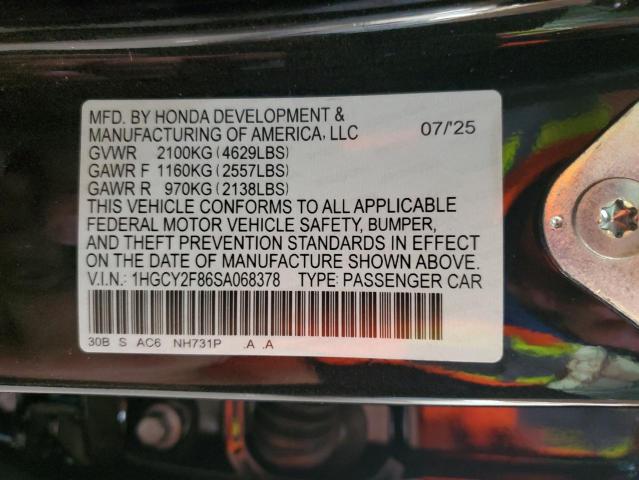 MFD. BY HONDA DEVELOPMENT &
MANUFACTURING OF AMERICA, LLC 07/'25
GVWR 2100KG (4629LBS)
GAWR F 1160KG (2557LBS)
GAWR R 970KG (2138LBS)
THIS VEHICLE CONFORMS TO ALL APPLICABLE
FEDERAL MOTOR VEHICLE SAFETY, BUMPER,
AND THEFT PREVENTION STANDARDS IN EFFECT
ON THE DATE OF MANUFACTURE SHOWN ABOVE.
V.I.N.: 1HGCY2F86SA068378 TYPE: PASSENGER CAR
30B S AC6 NH731P .A .A